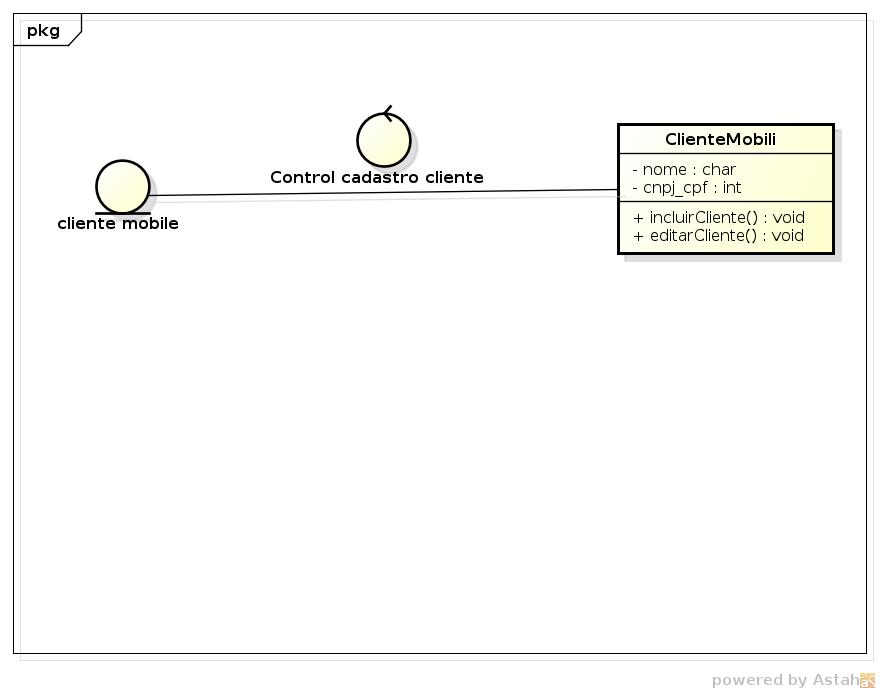 pkg
Control cadastro cliente
cliente mobile
ClienteMobili
- nome : char
- cnpj_cpf : int
+ incluirCliente() : void
+ editarCliente() : void
powered by Astah